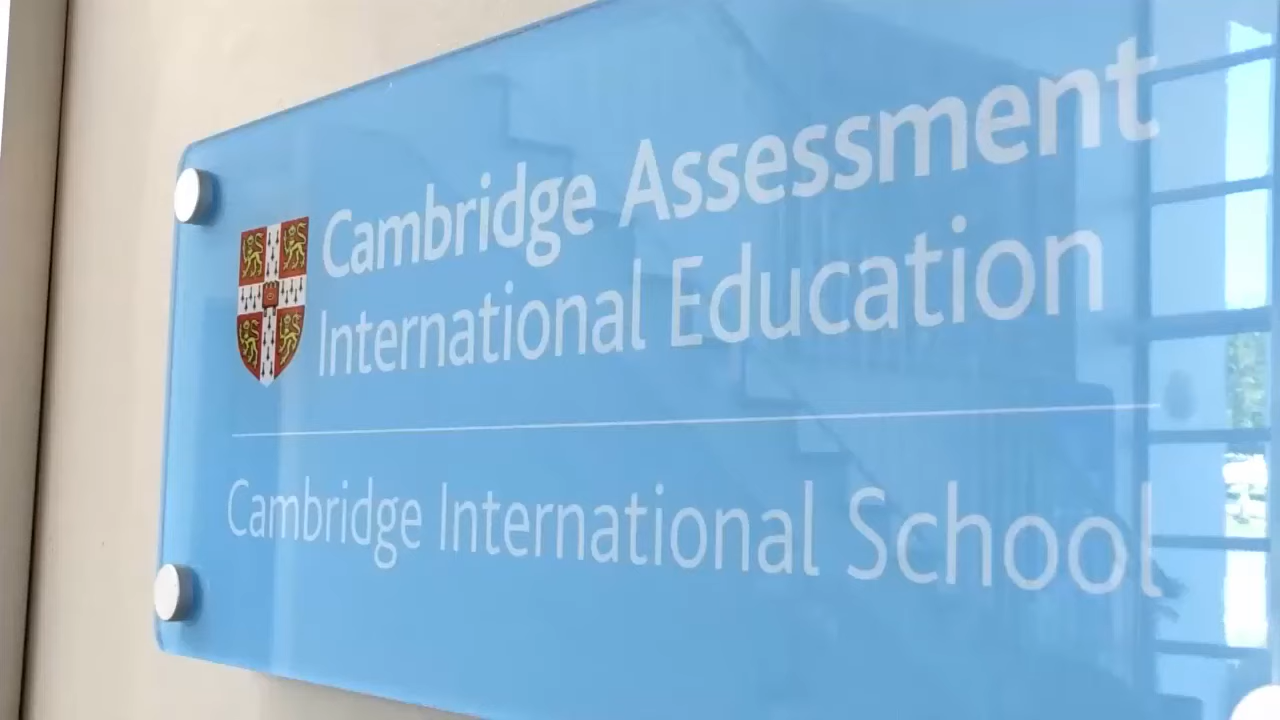 Cambridge Assessment
International Education
Cambridge International School